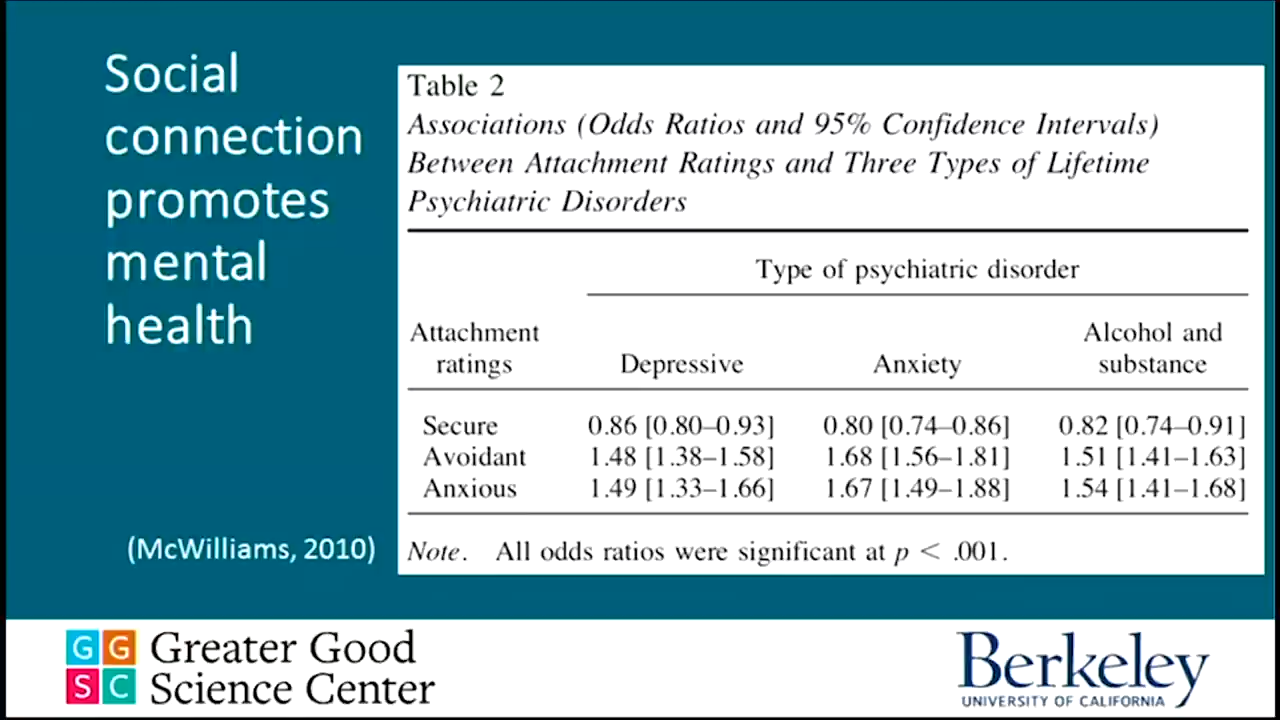 Social
connection
promotes
mental
health
(McWilliams, 2010)
Table 2
Associations (Odds Ratios and 95% Confidence Intervals)
Between Attachment Ratings and Three Types of Lifetime
Psychiatric Disorders
Type of psychiatric disorder
Attachment ratings Depressive Anxiety Alcohol and substance
Secure 0.86 [0.80–0.93] 0.80 [0.74–0.86] 0.82 [0.74–0.91]
Avoidant 1.48 [1.38–1.58] 1.68 [1.56–1.81] 1.51 [1.41–1.63]
Anxious 1.49 [1.33–1.66] 1.67 [1.49–1.88] 1.54 [1.41–1.68]
Note. All odds ratios were significant at p < .001.
G G
S C
Greater Good
Science Center
Berkeley
UNIVERSITY OF CALIFORNIA